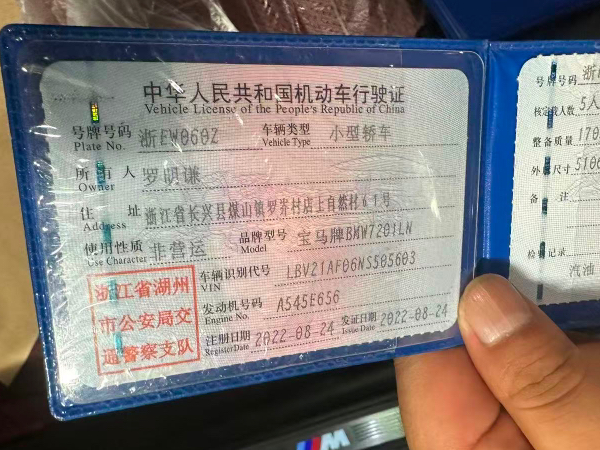 中华人民共和国机动车行驶证
Vehicle License of the People's Republic of China
号牌号码 浙EW060Z 车辆类型 小型轿车
Plate No. Vehicle Type
所有人 罗明谦
Owner
住址 浙江省长兴县煤山镇罗岕村店上自然村61号
Address
使用性质 非营运 品牌型号 宝马牌BMW7201LN
Use Character Model
浙江省湖州
市公安局交
通警察支队
车辆识别代号 LBV21AF06NS505603
VIN
发动机号码 A545E656
Engine No.
注册日期 2022-08-24 发证日期 2022-08-24
Register Date Issue Date
号牌号码 浙
核定载人数 5人
整备质量 170
外廓尺寸 510
备注
检验记录
汽油
M